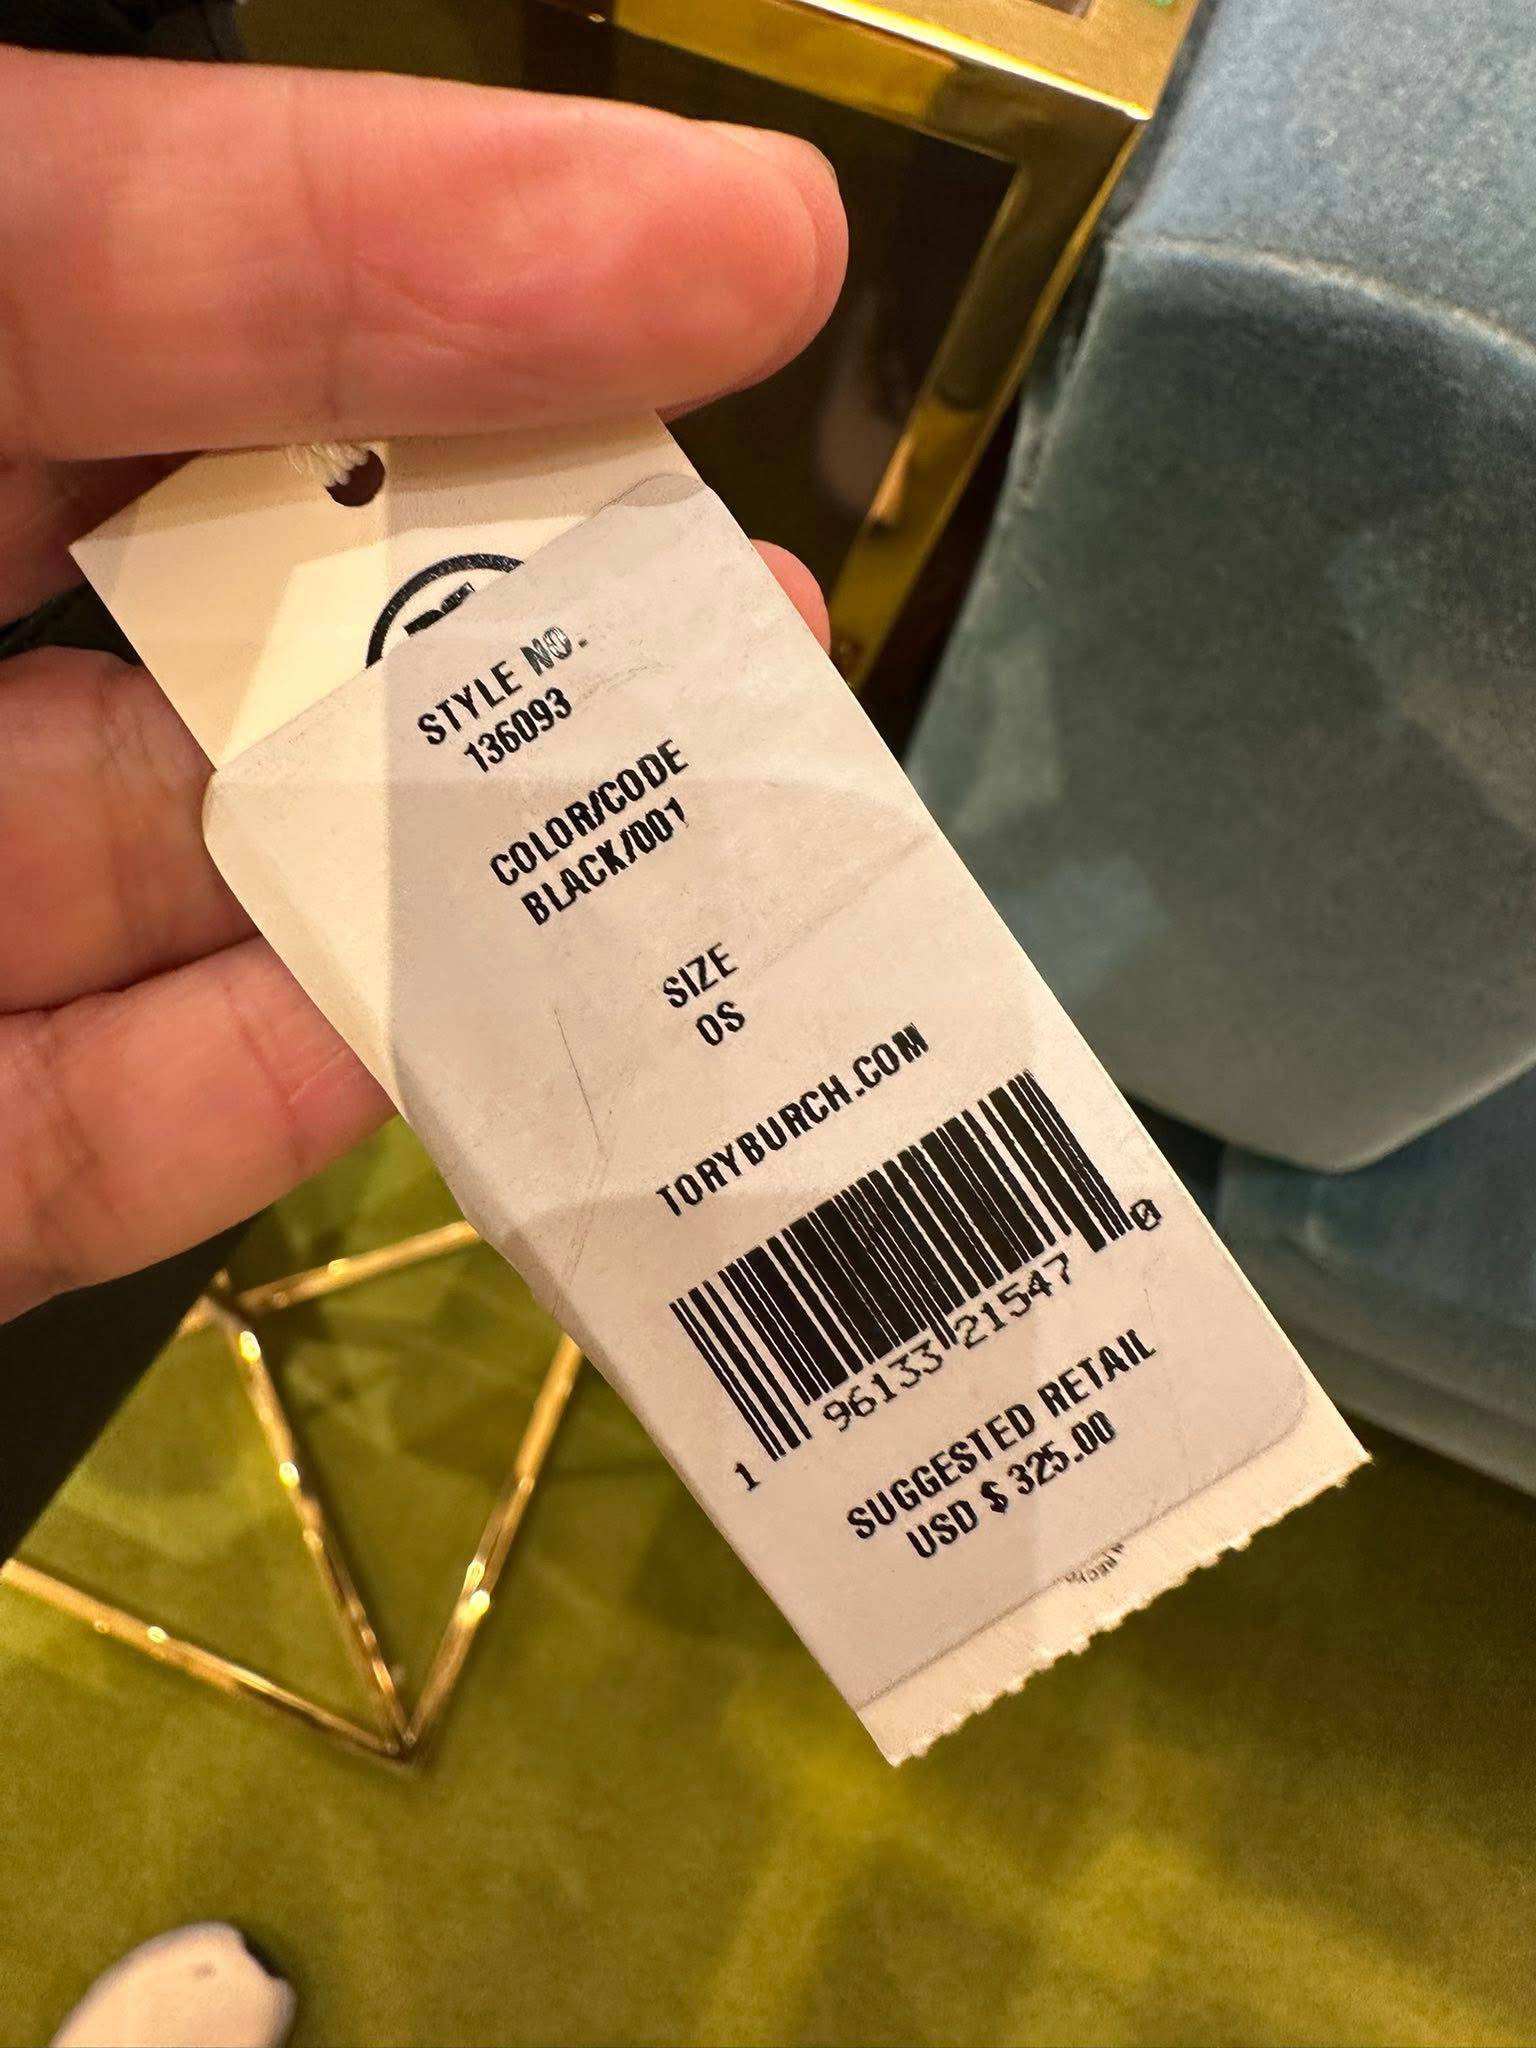 STYLE NO.
136093
COLOR/CODE
BLACK/001
SIZE
OS
TORYBURCH.COM
1 96133 21547 0
SUGGESTED RETAIL
USD $ 325.00